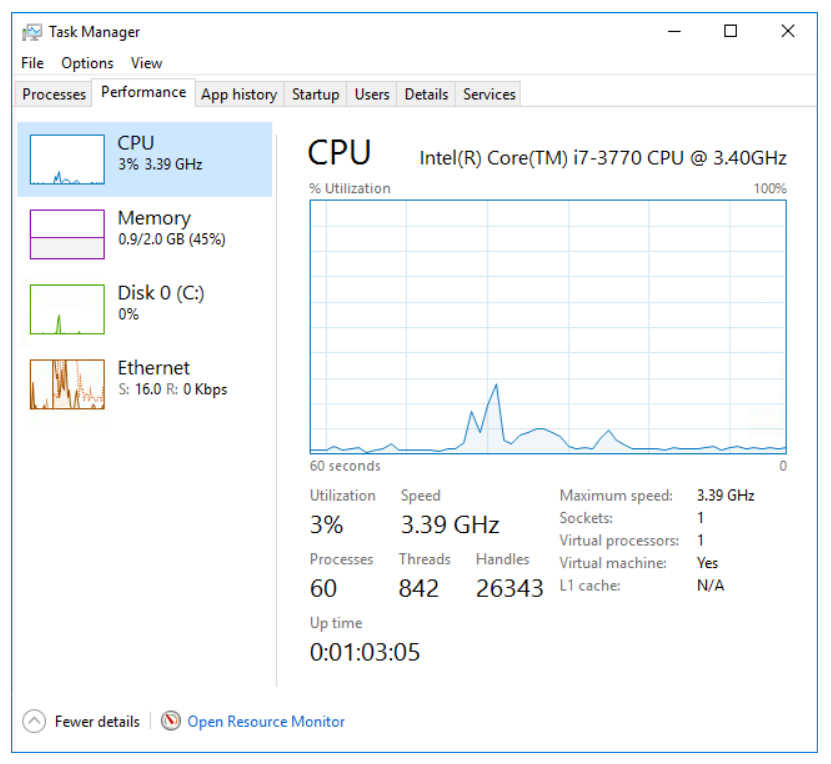 Task Manager
File Options View
Processes Performance App history Startup Users Details Services
CPU
3% 3.39 GHz
Memory
0.9/2.0 GB (45%)
Disk 0 (C:)
0%
Ethernet
S: 16.0 R: 0 Kbps
CPU Intel(R) Core(TM) i7-3770 CPU @ 3.40GHz
% Utilization 100%
60 seconds 0
Utilization Speed
3% 3.39 GHz
Processes Threads Handles
60 842 26343
Up time
0:01:03:05
Maximum speed: 3.39 GHz
Sockets: 1
Virtual processors: 1
Virtual machine: Yes
L1 cache: N/A
Fewer details Open Resource Monitor